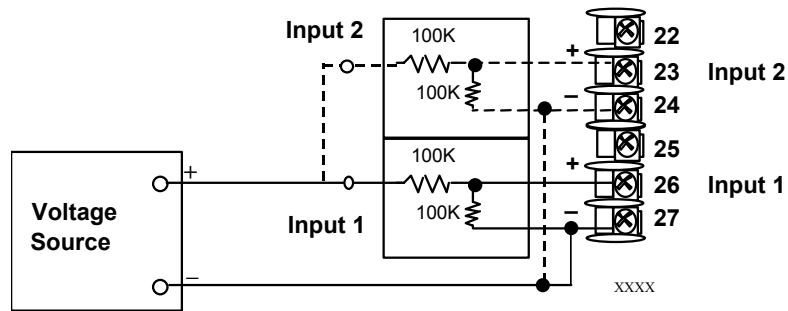 Input 2
100K
100K
+
−
22
23
24
Input 2
25
100K
100K
Input 1
+
−
26
27
Input 1
Voltage
Source
+
−
XXXX